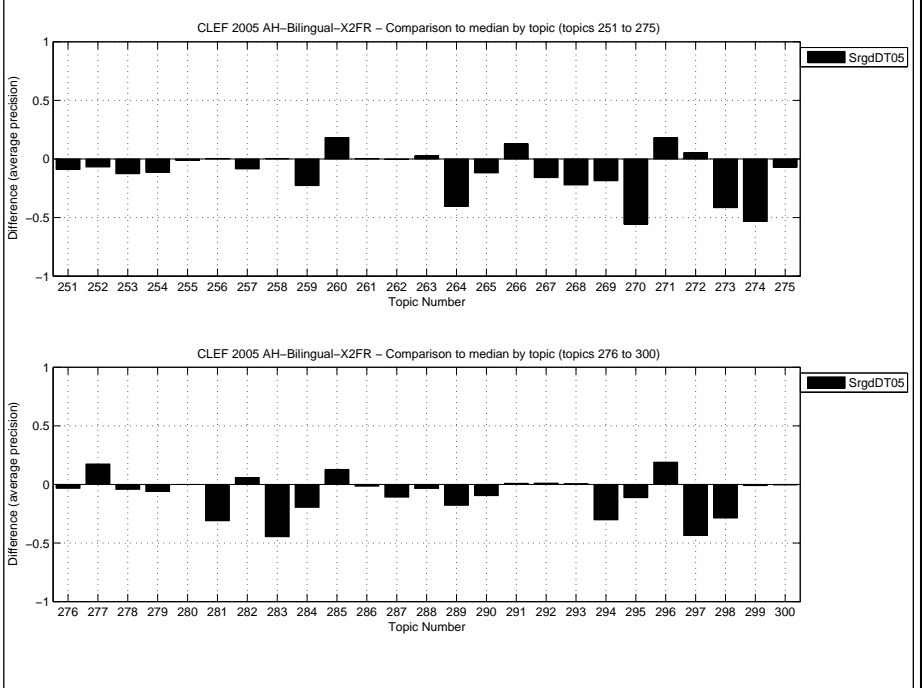 CLEF 2005 AH−Bilingual−X2FR − Comparison to median by topic (topics 251 to 275)
SrgdDT05
Difference (average precision)
1
0.5
0
−0.5
−1
251 252 253 254 255 256 257 258 259 260 261 262 263 264 265 266 267 268 269 270 271 272 273 274 275
Topic Number
CLEF 2005 AH−Bilingual−X2FR − Comparison to median by topic (topics 276 to 300)
SrgdDT05
Difference (average precision)
1
0.5
0
−0.5
−1
276 277 278 279 280 281 282 283 284 285 286 287 288 289 290 291 292 293 294 295 296 297 298 299 300
Topic Number